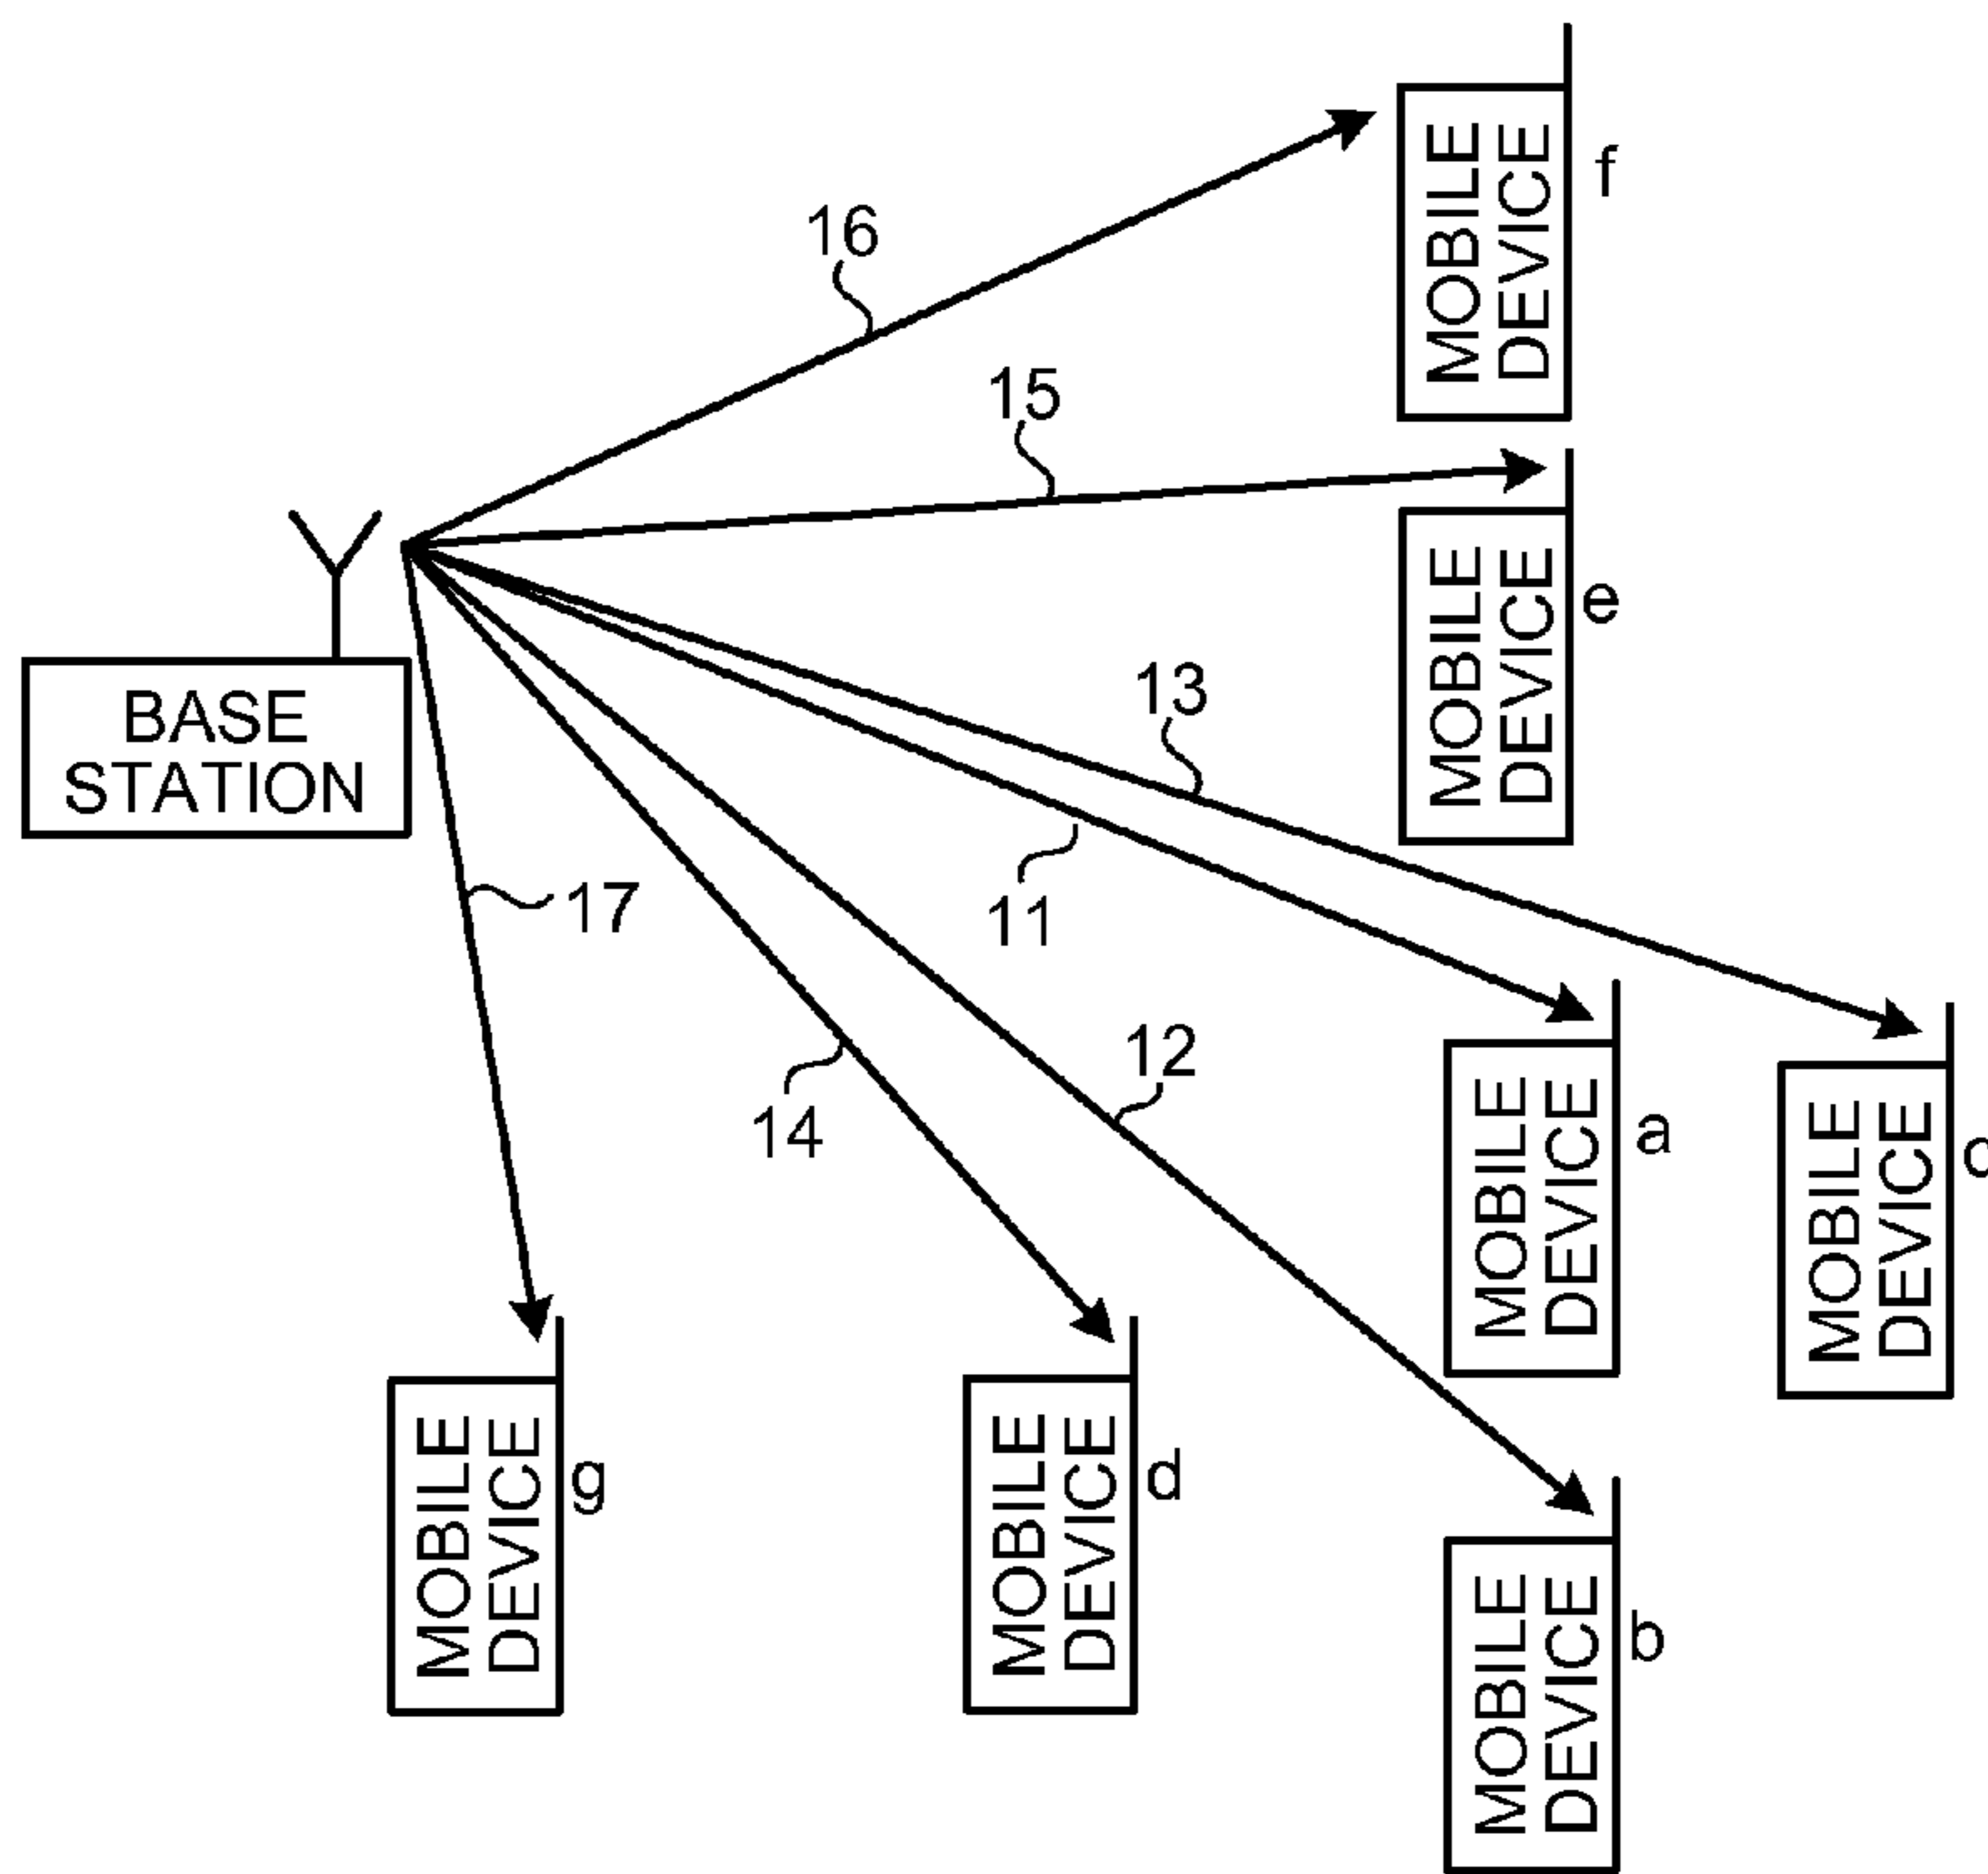 16
MOBILE
DEVICE
f
15
MOBILE
DEVICE
e
BASE
STATION
13
11
17
12
14
MOBILE
DEVICE
a
MOBILE
DEVICE
MOBILE
DEVICE
g
MOBILE
DEVICE
d
MOBILE
DEVICE
b